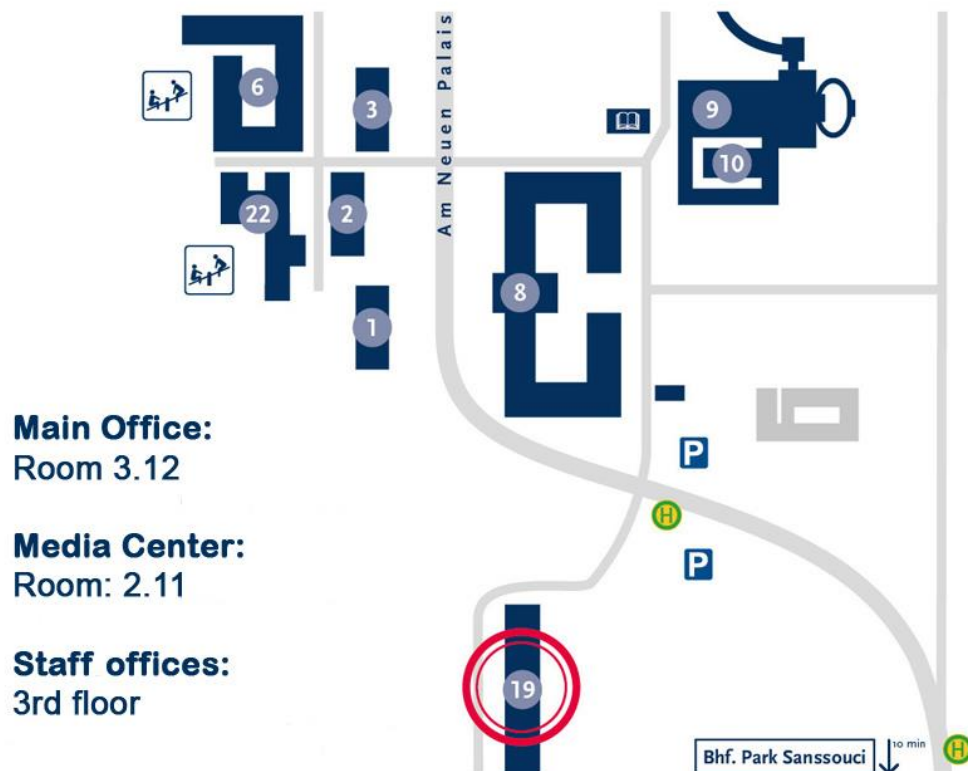 6
3
9
10
Am Neuen Palais
22
2
8
1
Main Office:
Room 3.12
P
H
Media Center:
Room: 2.11
P
Staff offices:
3rd floor
19
Bhf. Park Sanssouci
10 min
H